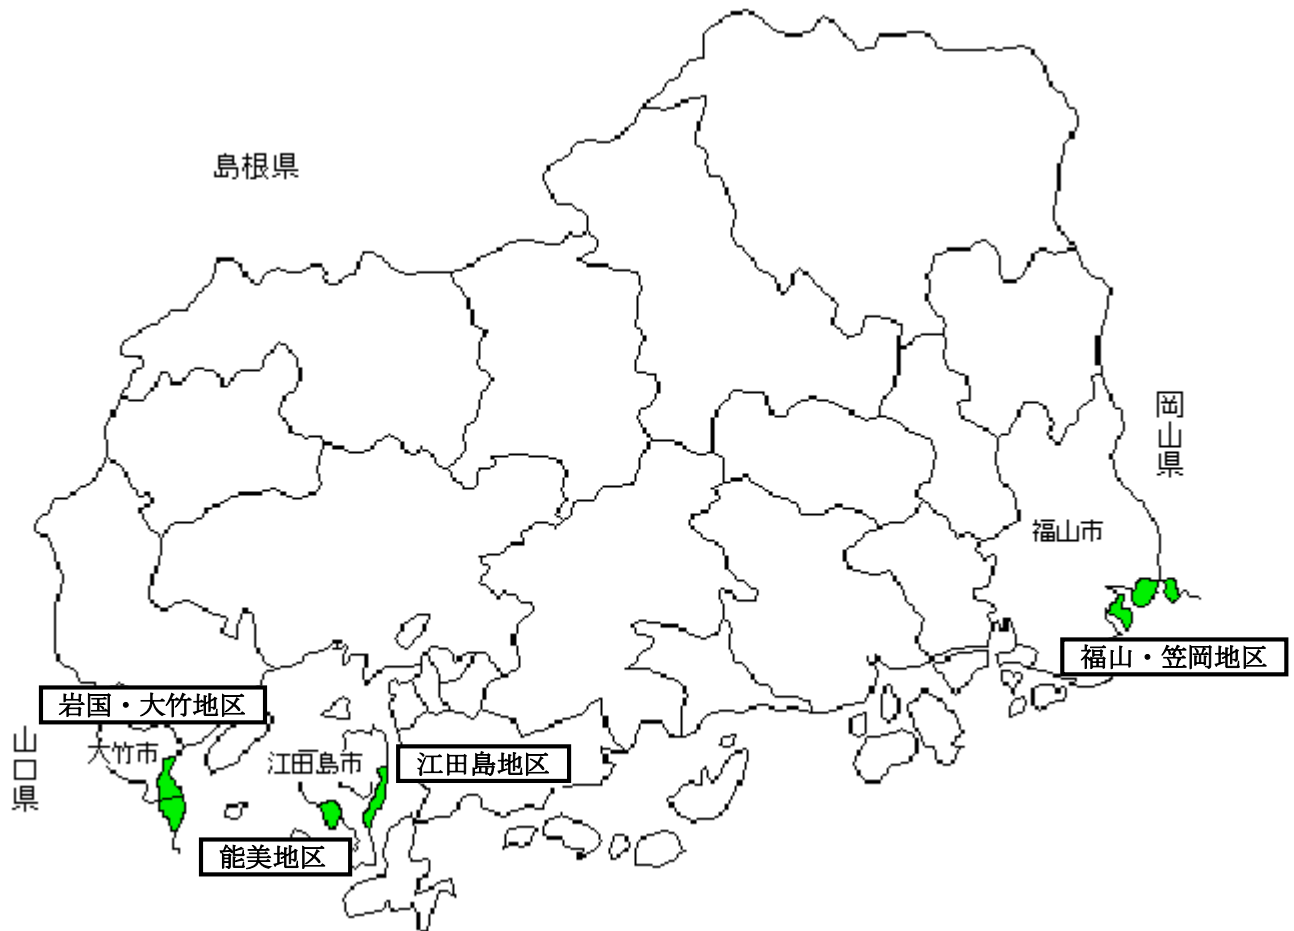 島根県
岡山県
福山市
福山・笠岡地区
岩国・大竹地区
山口県
大竹市
江田島市
江田島地区
能美地区